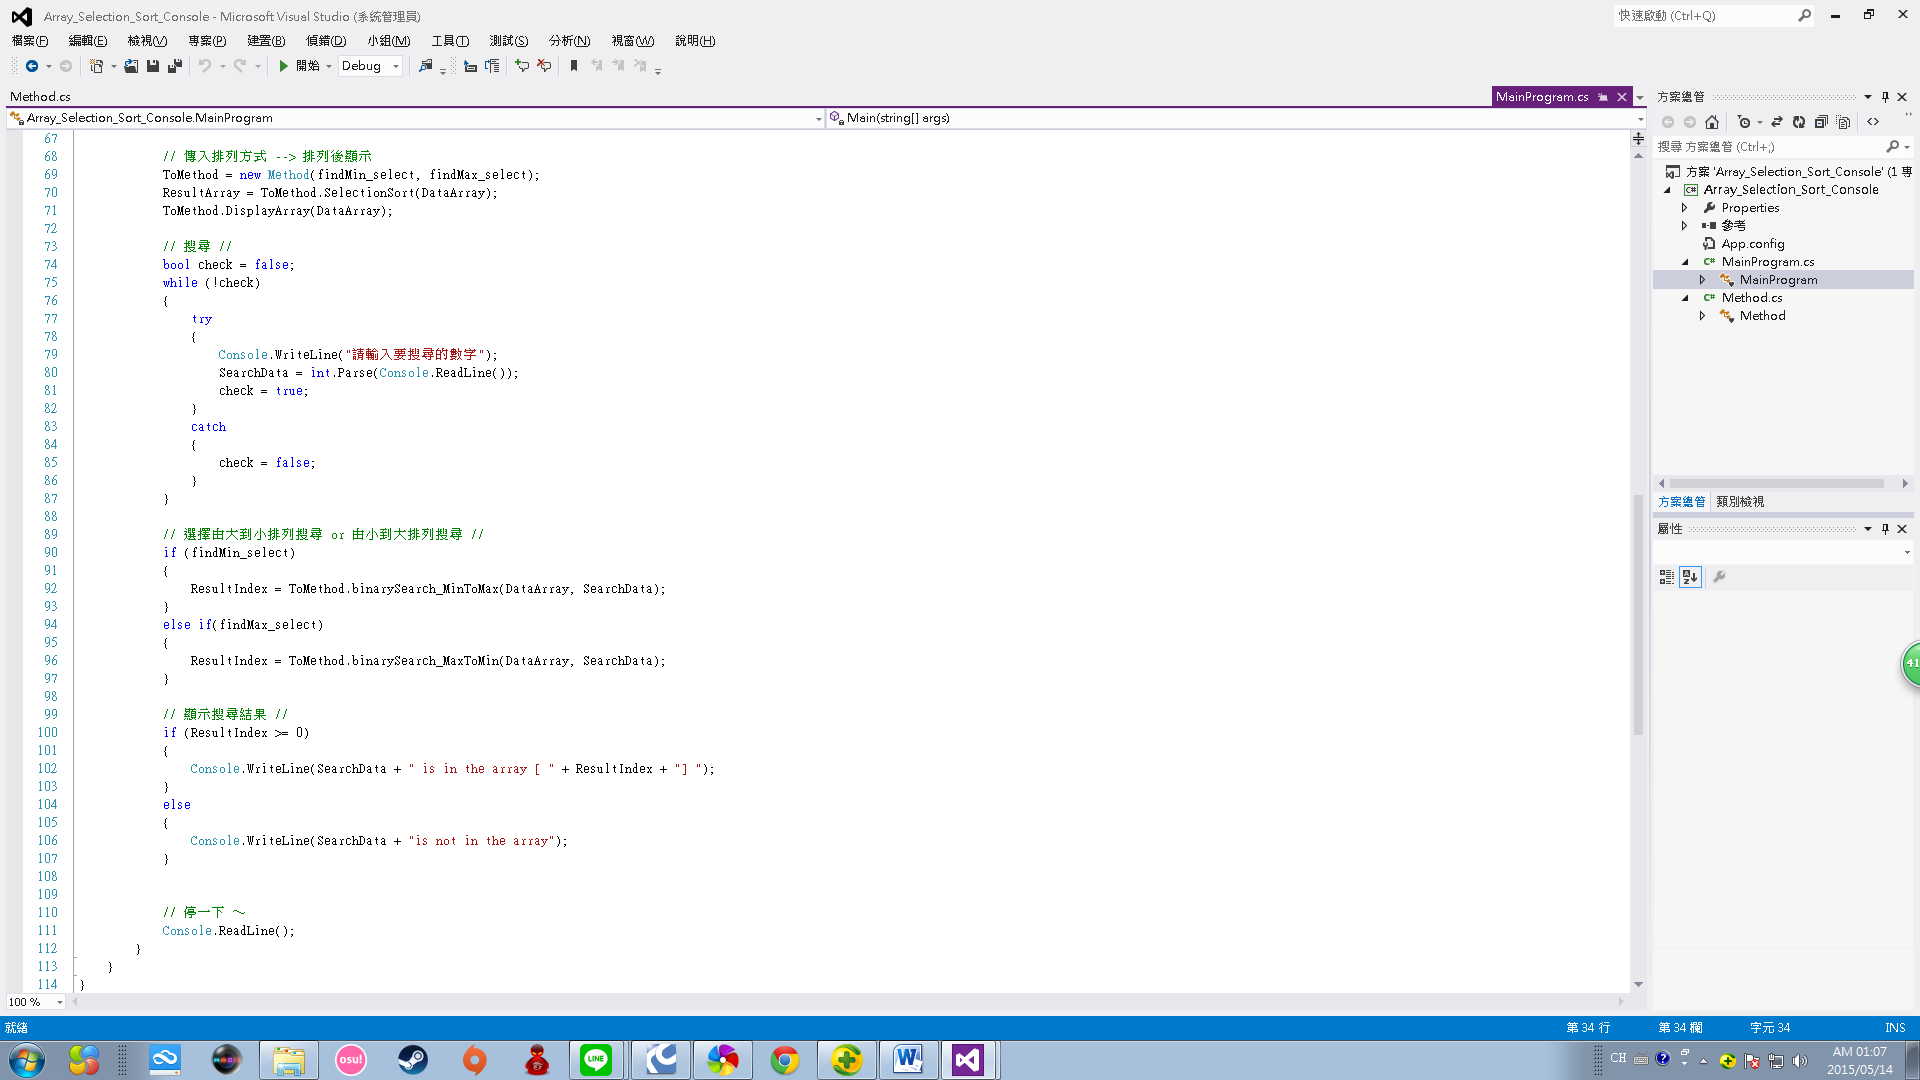 Array_Selection_Sort_Console - Microsoft Visual Studio (系統管理員)
快速啟動 (Ctrl+Q)
檔案(F) 編輯(E) 檢視(V) 專案(P) 建置(B) 偵錯(D) 小組(M) 工具(T) 測試(S) 分析(N) 視窗(W) 說明(H)
開始 Debug
Method.cs
MainProgram.cs
Array_Selection_Sort_Console.MainProgram
Main(string[] args)
67
68 // 傳入排列方式 --> 排列後顯示
69 ToMethod = new Method(findMin_select, findMax_select);
70 ResultArray = ToMethod.SelectionSort(DataArray);
71 ToMethod.DisplayArray(DataArray);
72
73 // 搜尋 //
74 bool check = false;
75 while (!check)
76 {
77 try
78 {
79 Console.WriteLine("請輸入要搜尋的數字");
80 SearchData = int.Parse(Console.ReadLine());
81 check = true;
82 }
83 catch
84 {
85 check = false;
86 }
87 }
88
89 // 選擇由大到小排列搜尋 or 由小到大排列搜尋 //
90 if (findMin_select)
91 {
92 ResultIndex = ToMethod.binarySearch_MinToMax(DataArray, SearchData);
93 }
94 else if(findMax_select)
95 {
96 ResultIndex = ToMethod.binarySearch_MaxToMin(DataArray, SearchData);
97 }
98
99 // 顯示搜尋結果 //
100 if (ResultIndex >= 0)
101 {
102 Console.WriteLine(SearchData + " is in the array [ " + ResultIndex + "] ");
103 }
104 else
105 {
106 Console.WriteLine(SearchData + "is not in the array");
107 }
108
109
110 // 停一下 ～
111 Console.ReadLine();
112 }
113 }
114 }
100 %
方案總管
搜尋 方案總管 (Ctrl+;)
方案 'Array_Selection_Sort_Console' (1 專
C# Array_Selection_Sort_Console
Properties
參考
App.config
C# MainProgram.cs
MainProgram
C# Method.cs
Method
方案總管 類別檢視
屬性
41
就緒
第 34 行 第 34 欄 字元 34 INS
osu!
LINE
CH
AM 01:07
2015/05/14